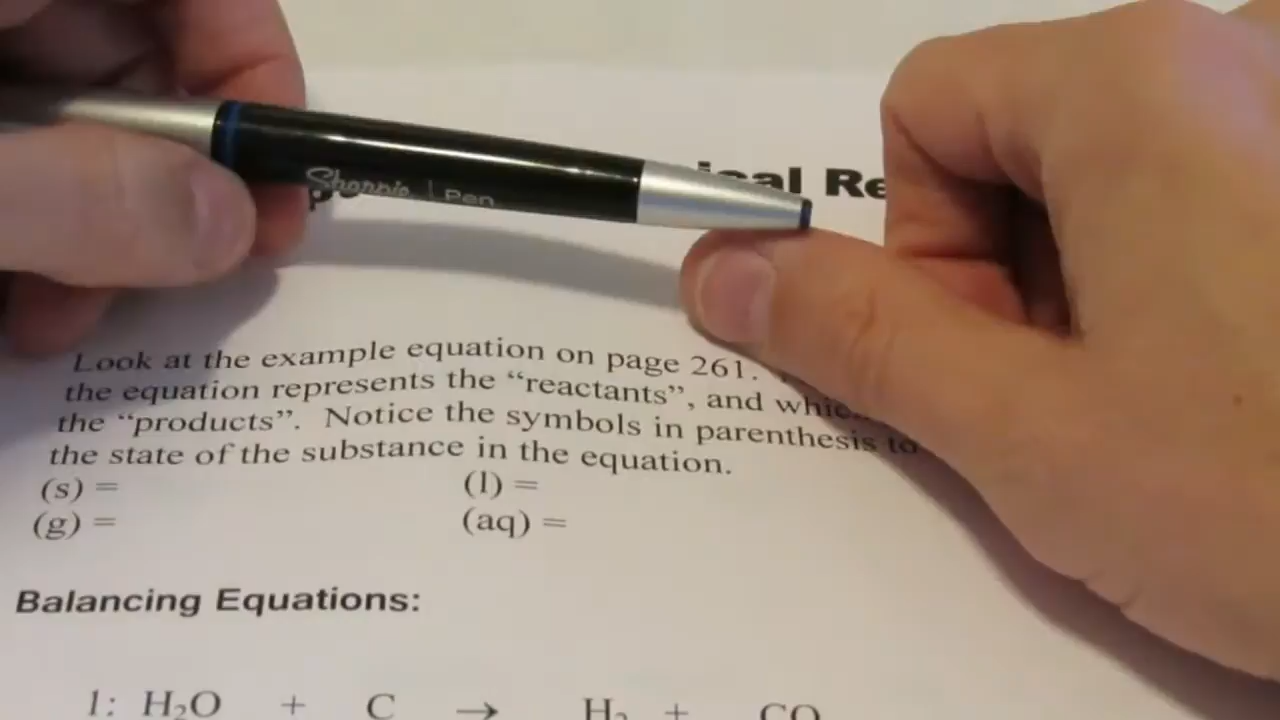 Sharpie | Pen
ical Re
Look at the example equation on page 261.
the equation represents the “reactants”, and whic
the “products”. Notice the symbols in parenthesis to
the state of the substance in the equation.
(s) = (l) =
(g) = (aq) =
Balancing Equations:
1: H₂O + C → H₂ + CO